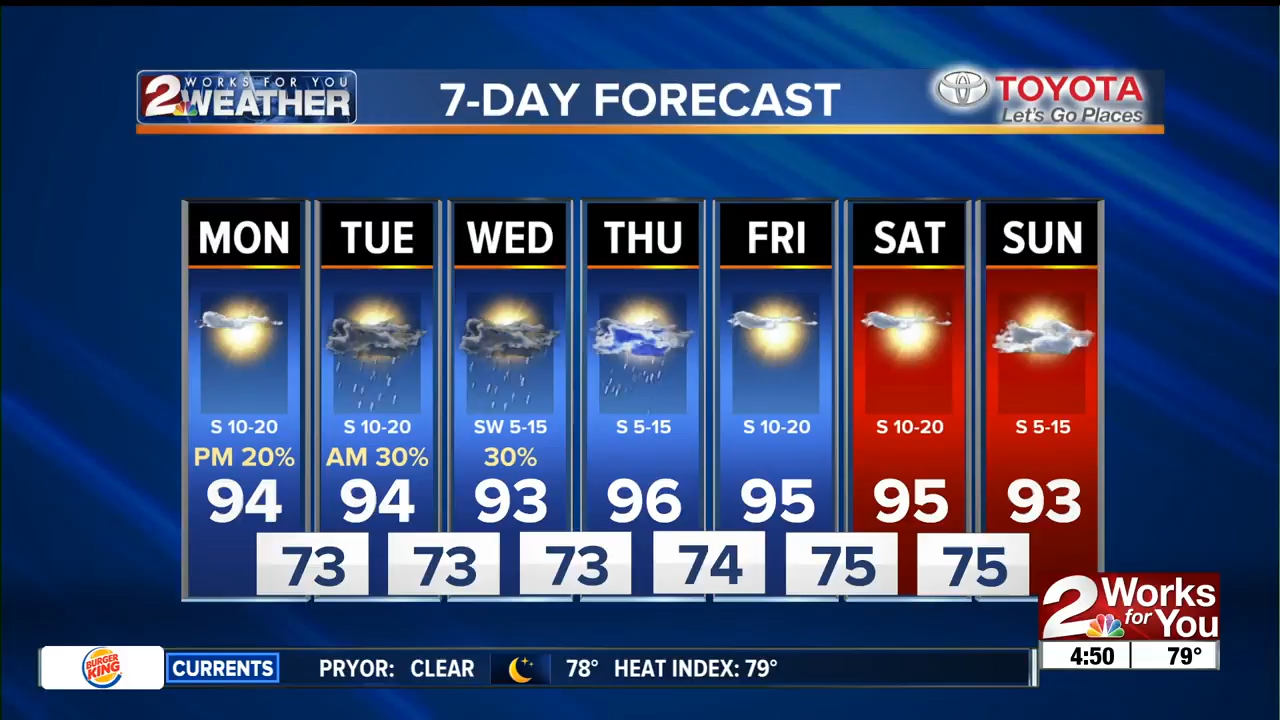 2 WORKS FOR YOU
WEATHER
7-DAY FORECAST
TOYOTA
Let's Go Places
MON TUE WED THU FRI SAT SUN
S 10-20 S 10-20 SW 5-15 S 5-15 S 10-20 S 10-20 S 5-15
PM 20% AM 30% 30%
94 94 93 96 95 95 93
73 73 73 74 75 75
2 Works for You
4:50 79°
BURGER KING
CURRENTS PRYOR: CLEAR 78° HEAT INDEX: 79°